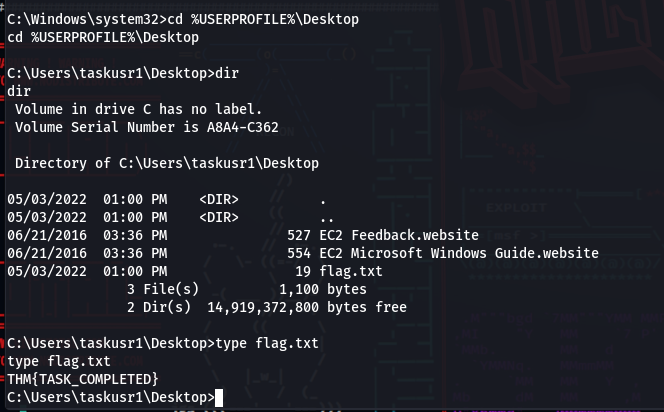 C:\Windows\system32>cd %USERPROFILE%\Desktop
cd %USERPROFILE%\Desktop
C:\Users\taskusr1\Desktop>dir
dir
 Volume in drive C has no label.
 Volume Serial Number is A8A4-C362
 Directory of C:\Users\taskusr1\Desktop
05/03/2022  01:00 PM    <DIR>          .
05/03/2022  01:00 PM    <DIR>          ..
06/21/2016  03:36 PM               527 EC2 Feedback.website
06/21/2016  03:36 PM               554 EC2 Microsoft Windows Guide.website
05/03/2022  01:00 PM                19 flag.txt
               3 File(s)          1,100 bytes
               2 Dir(s)  14,919,372,800 bytes free
C:\Users\taskusr1\Desktop>type flag.txt
type flag.txt
THM{TASK_COMPLETED}
C:\Users\taskusr1\Desktop>
EXPLOIT